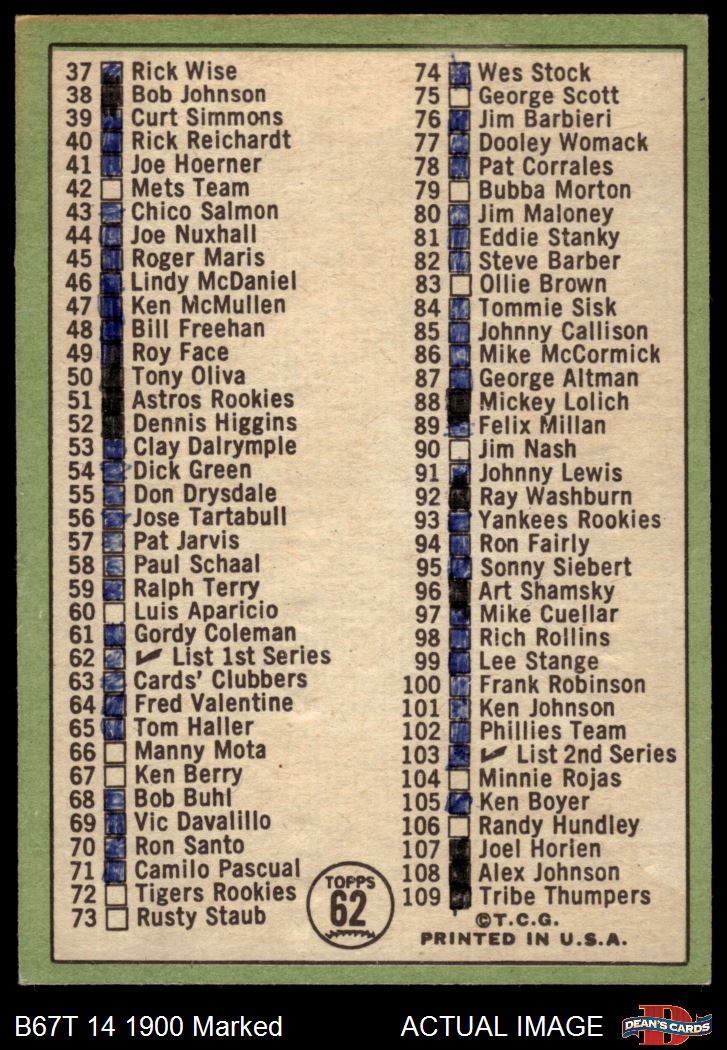 37 Rick Wise
38 Bob Johnson
39 Curt Simmons
40 Rick Reichardt
41 Joe Hoerner
42 Mets Team
43 Chico Salmon
44 Joe Nuxhall
45 Roger Maris
46 Lindy McDaniel
47 Ken McMullen
48 Bill Freehan
49 Roy Face
50 Tony Oliva
51 Astros Rookies
52 Dennis Higgins
53 Clay Dalrymple
54 Dick Green
55 Don Drysdale
56 Jose Tartabull
57 Pat Jarvis
58 Paul Schaal
59 Ralph Terry
60 Luis Aparicio
61 Gordy Coleman
62 ✓ List 1st Series
63 Cards' Clubbers
64 Fred Valentine
65 Tom Haller
66 Manny Mota
67 Ken Berry
68 Bob Buhl
69 Vic Davalillo
70 Ron Santo
71 Camilo Pascual
72 Tigers Rookies
73 Rusty Staub
TOPPS
62
74 Wes Stock
75 George Scott
76 Jim Barbieri
77 Dooley Womack
78 Pat Corrales
79 Bubba Morton
80 Jim Maloney
81 Eddie Stanky
82 Steve Barber
83 Ollie Brown
84 Tommie Sisk
85 Johnny Callison
86 Mike McCormick
87 George Altman
88 Mickey Lolich
89 Felix Millan
90 Jim Nash
91 Johnny Lewis
92 Ray Washburn
93 Yankees Rookies
94 Ron Fairly
95 Sonny Siebert
96 Art Shamsky
97 Mike Cuellar
98 Rich Rollins
99 Lee Stange
100 Frank Robinson
101 Ken Johnson
102 Phillies Team
103 ✓ List 2nd Series
104 Minnie Rojas
105 Ken Boyer
106 Randy Hundley
107 Joel Horlen
108 Alex Johnson
109 Tribe Thumpers
©T.C.G.
PRINTED IN U.S.A.
B67T 14 1900 Marked
ACTUAL IMAGE
DEAN'S CARDS